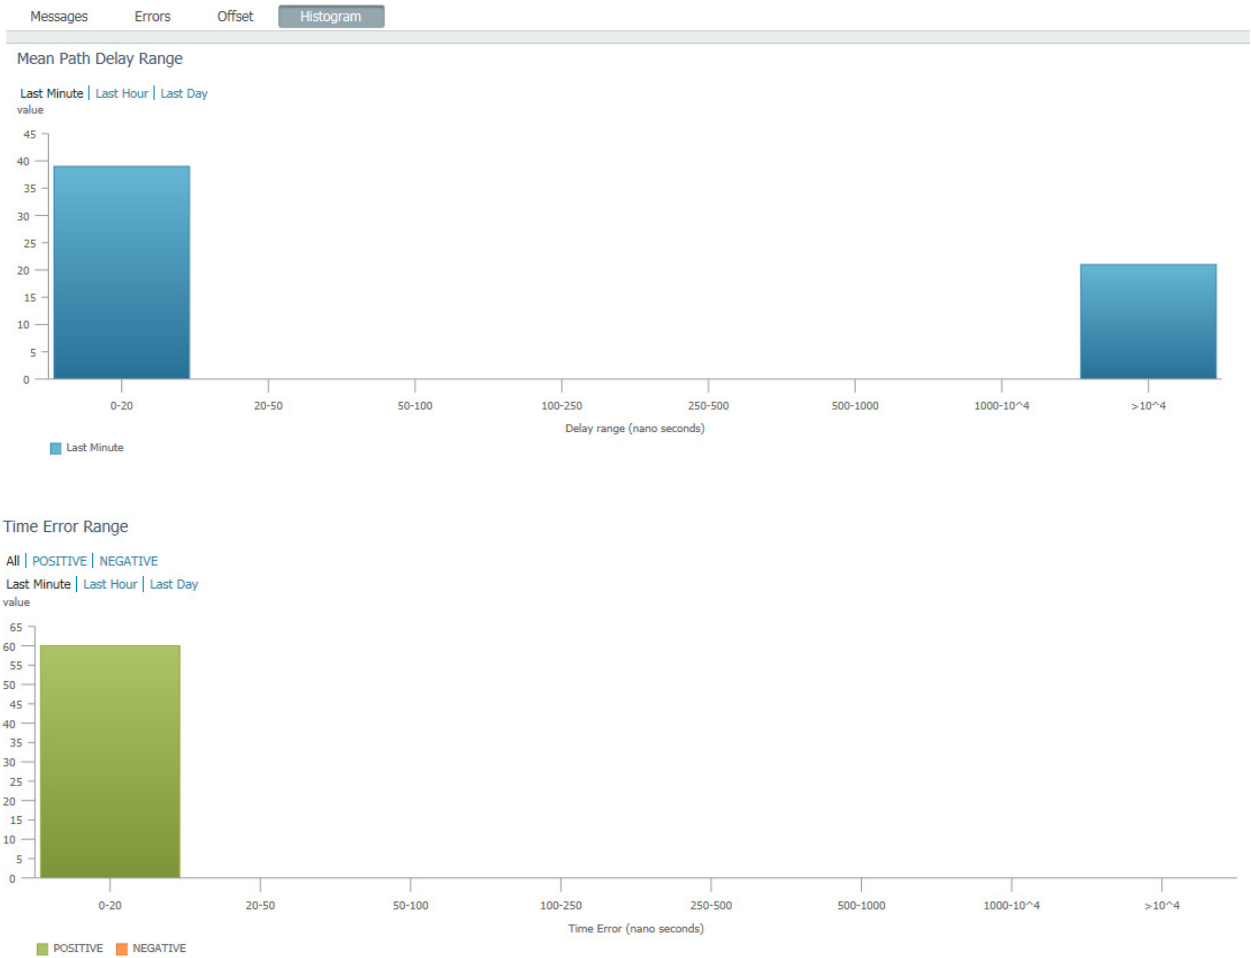 Messages Errors Offset Histogram
Mean Path Delay Range
Last Minute | Last Hour | Last Day
value
45
40
35
30
25
20
15
10
5
0
0-20 20-50 50-100 100-250 250-500 500-1000 1000-10^4 >10^4
Delay range (nano seconds)
Last Minute
Time Error Range
All | POSITIVE | NEGATIVE
Last Minute | Last Hour | Last Day
value
65
60
55
50
45
40
35
30
25
20
15
10
5
0
0-20 20-50 50-100 100-250 250-500 500-1000 1000-10^4 >10^4
Time Error (nano seconds)
POSITIVE NEGATIVE